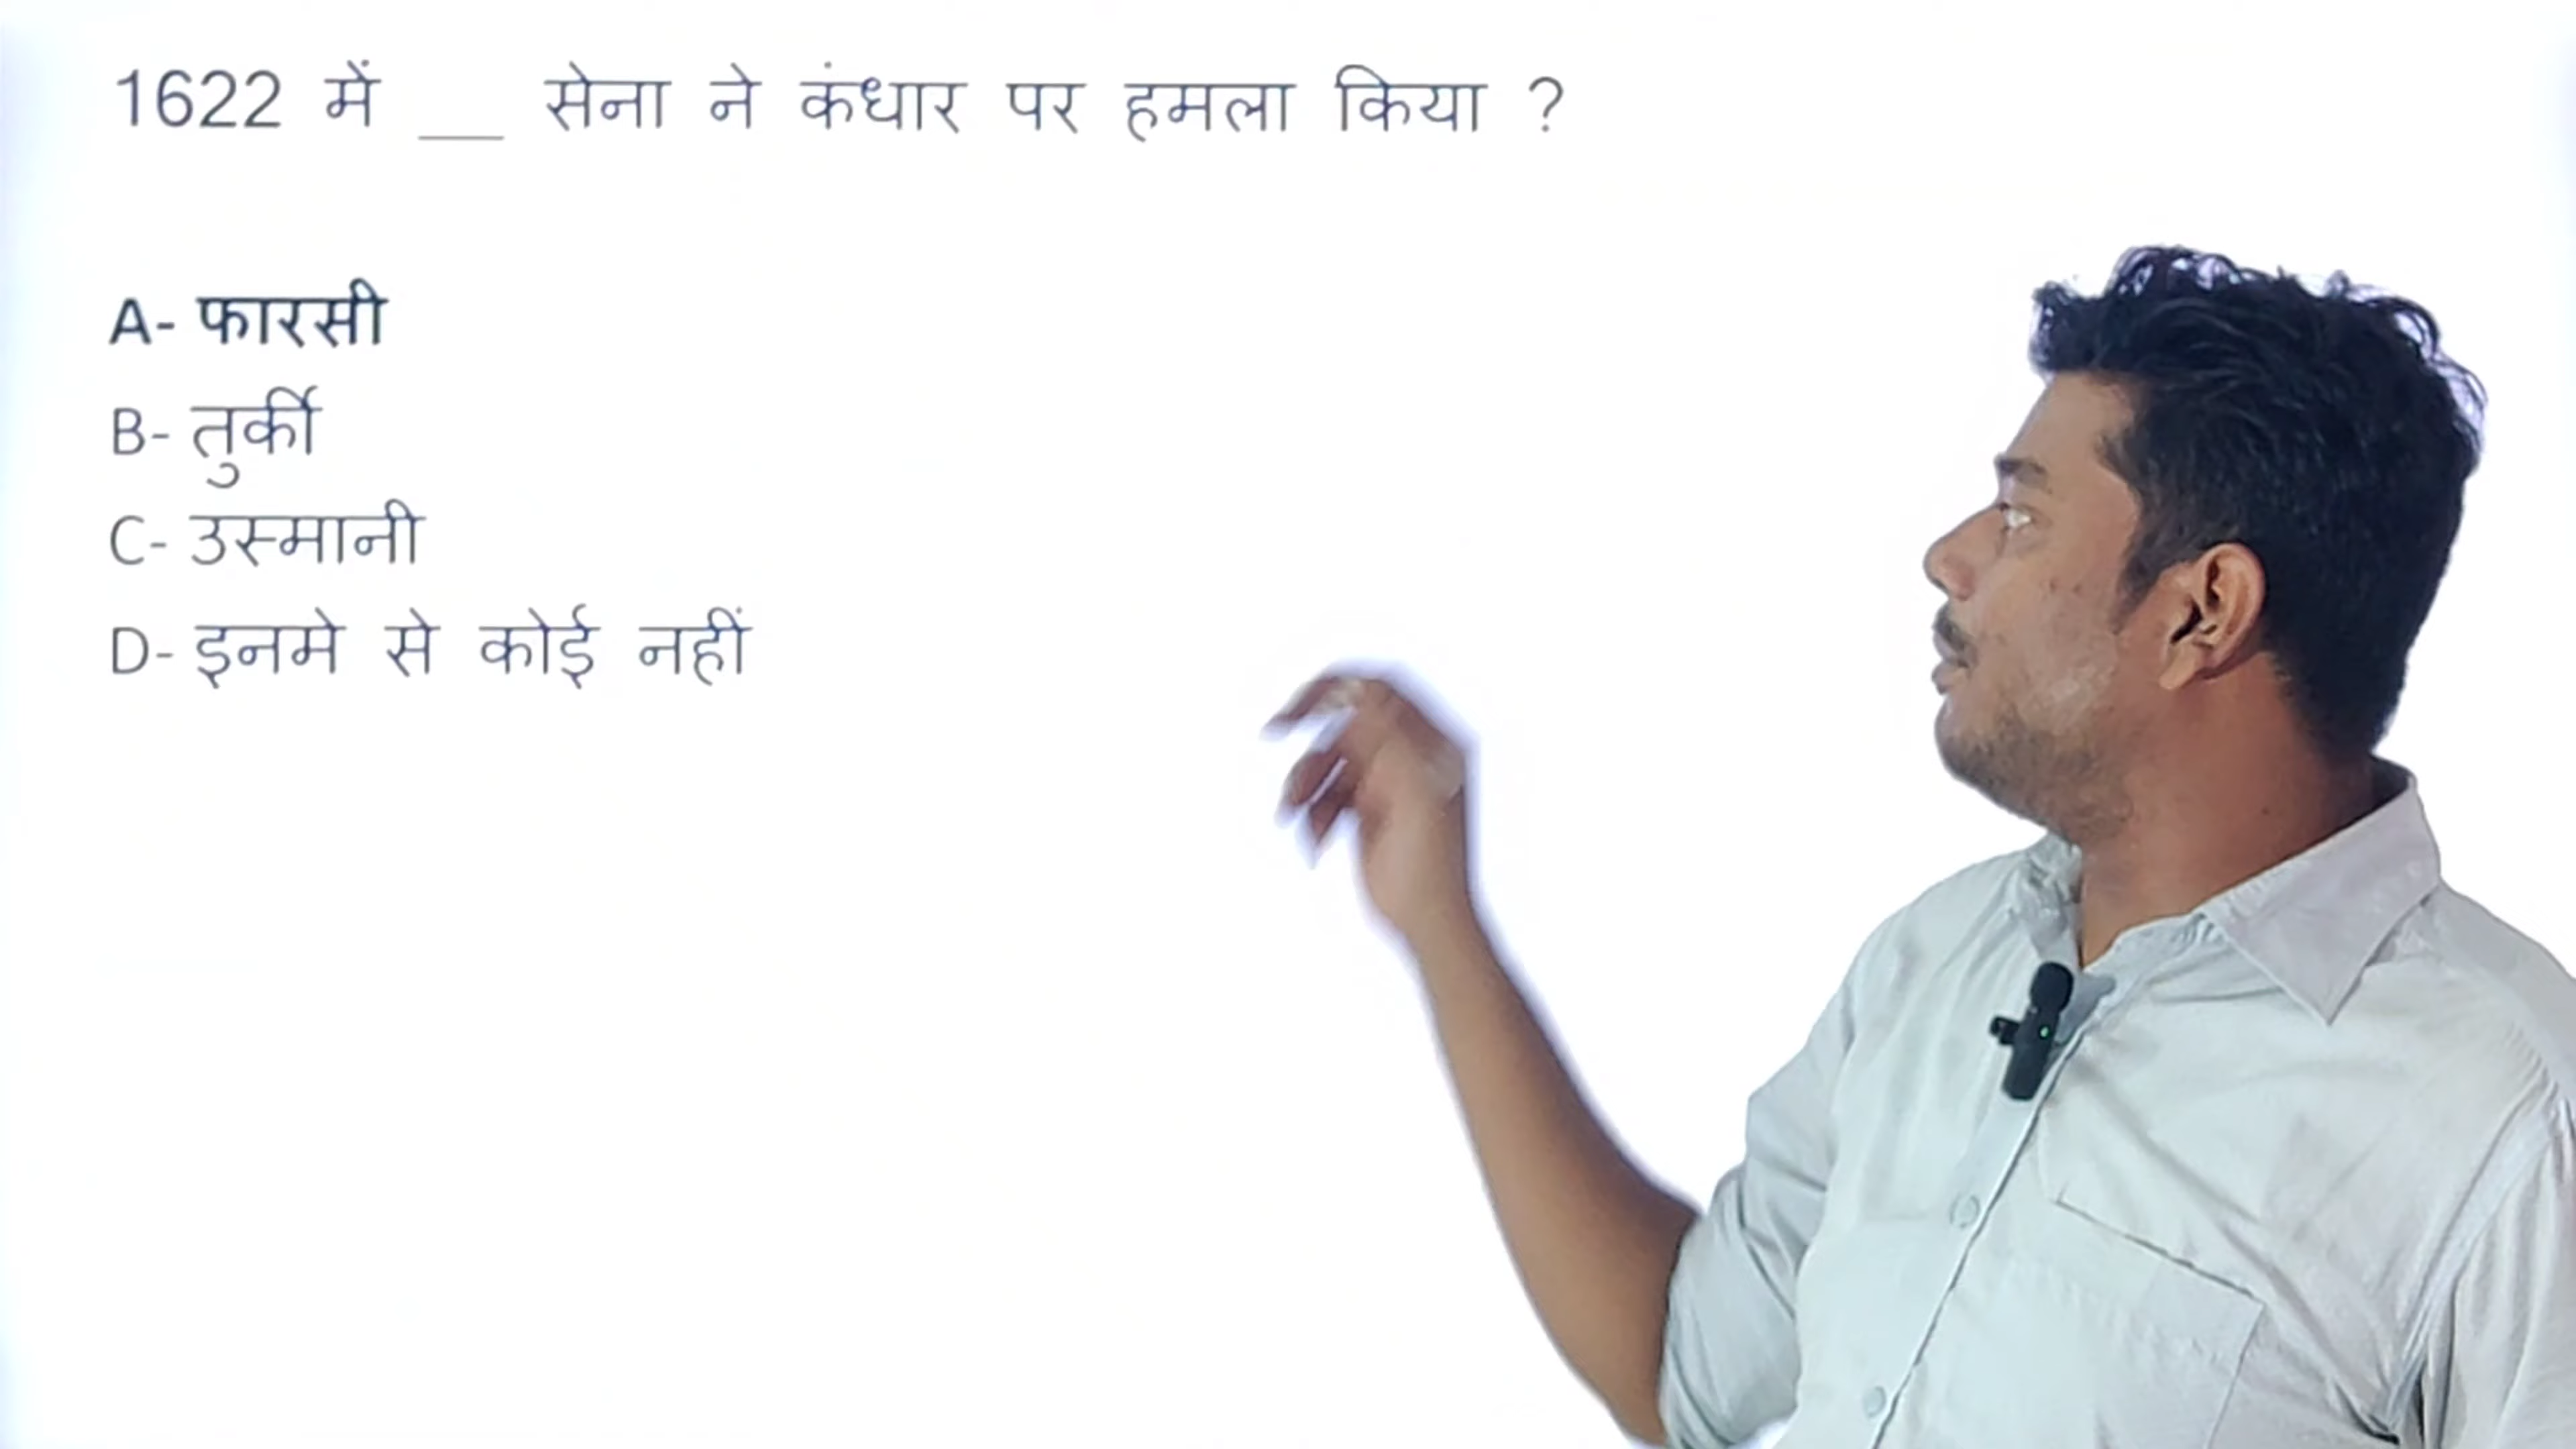 1622 में __ सेना ने कंधार पर हमला किया ?
A- फारसी
B- तुर्की
C- उस्मानी
D- इनमे से कोई नहीं